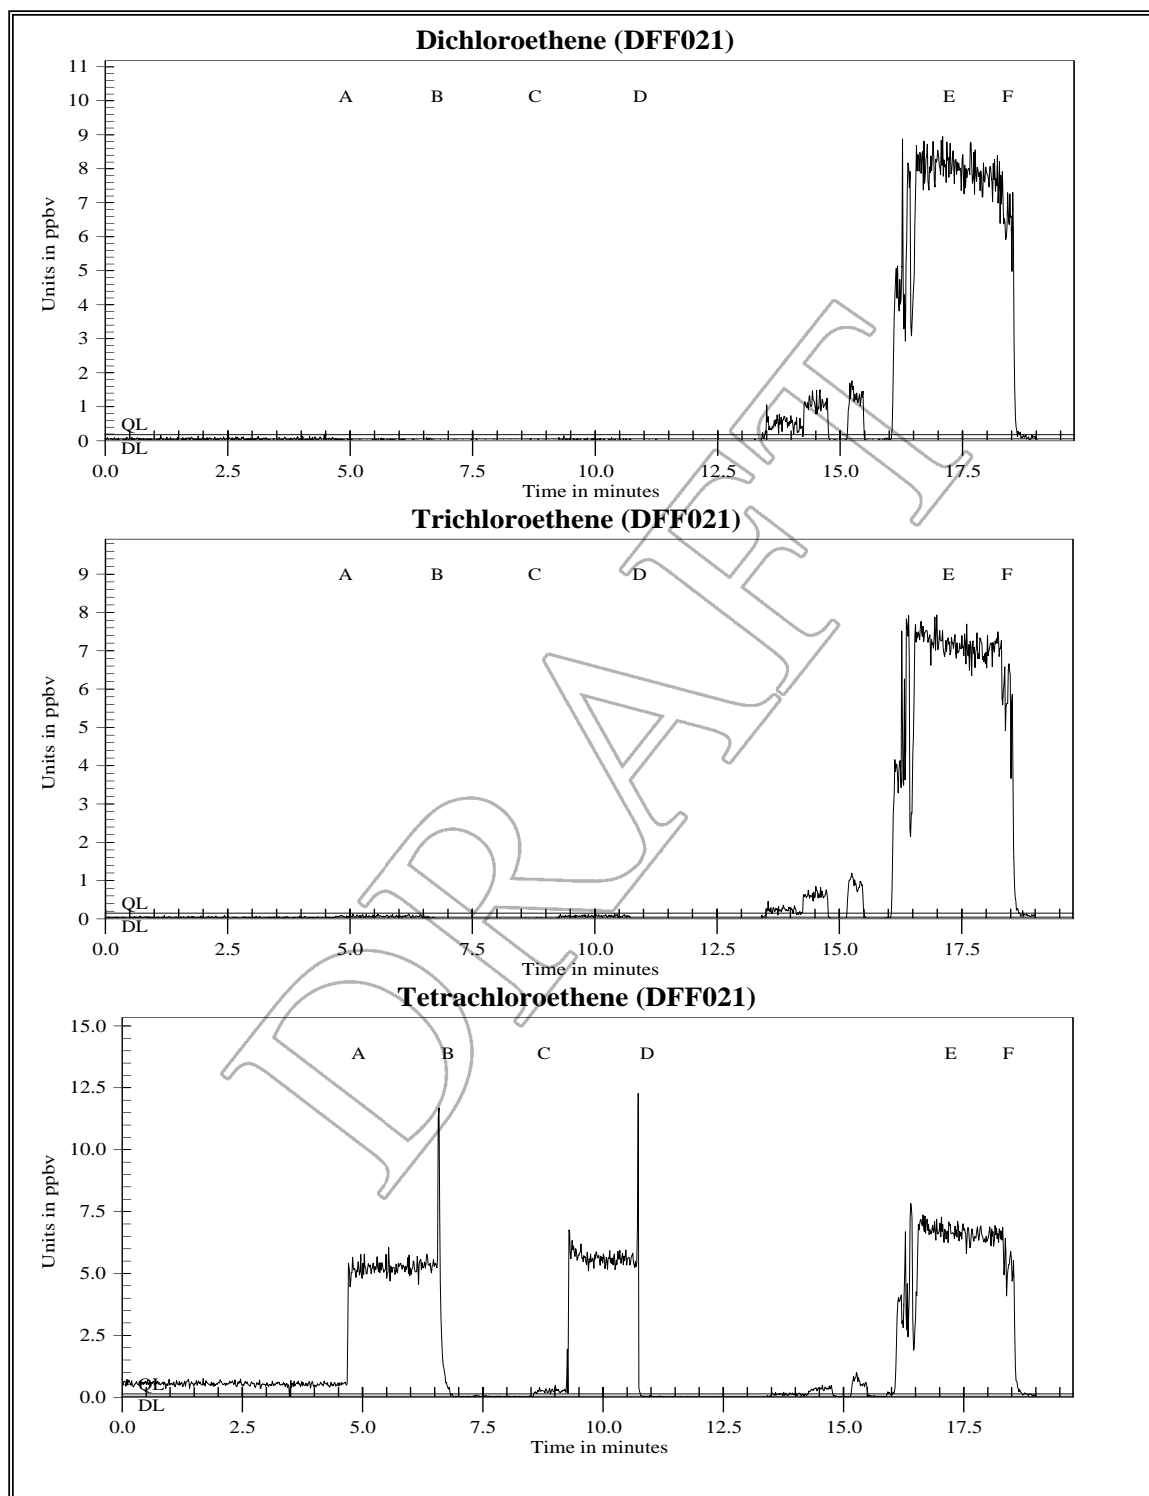 Dichloroethene (DFF021)
11
10
9
8
7
6
5
4
3
2
1
0
Units in ppbv
A B C D E F
QL
DL
0.0 2.5 5.0 7.5 10.0 12.5 15.0 17.5
Time in minutes
Trichloroethene (DFF021)
9
8
7
6
5
4
3
2
1
0
Units in ppbv
A B C D E F
QL
DL
0.0 2.5 5.0 7.5 10.0 12.5 15.0 17.5
Time in minutes
Tetrachloroethene (DFF021)
15.0
12.5
10.0
7.5
5.0
2.5
0.0
Units in ppbv
A B C D E F
QL
DL
0.0 2.5 5.0 7.5 10.0 12.5 15.0 17.5
Time in minutes
DRAFT